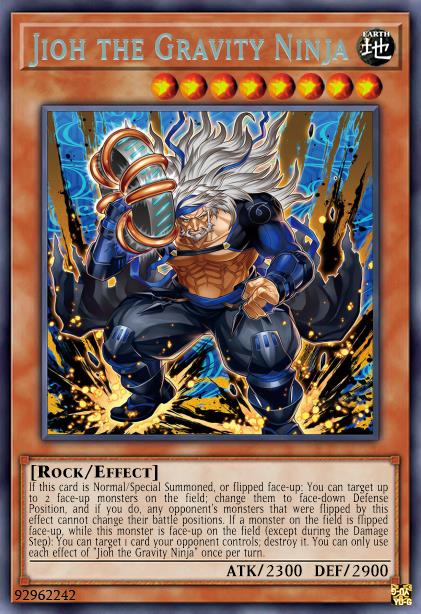 JIOH THE GRAVITY NINJA
EARTH
地
[ROCK/EFFECT]
If this card is Normal/Special Summoned, or flipped face-up: You can target
up to 2 face-up monsters on the field; change them to face-down Defense
Position, and if you do, any opponent's monsters that were flipped by this
effect cannot change their battle positions. If a monster on the field is flipped
face-up, while this monster is face-up on the field (except during the Damage
Step): You can target 1 card your opponent controls; destroy it. You can only use
each effect of "Jioh the Gravity Ninja" once per turn.
ATK/2300 DEF/2900
92962242